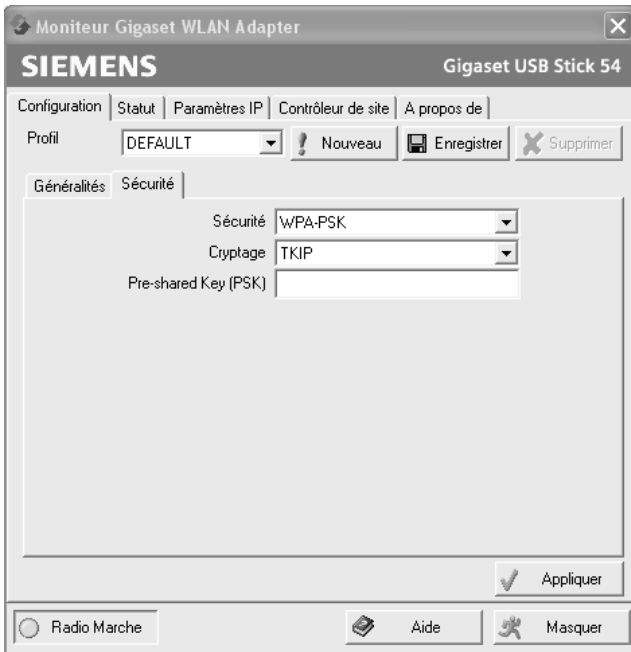 Moniteur Gigaset WLAN Adapter
SIEMENS Gigaset USB Stick 54
Configuration Statut Paramètres IP Contrôleur de site A propos de
Profil DEFAULT Nouveau Enregistrer Supprimer
Généralités Sécurité
Sécurité WPA-PSK
Cryptage TKIP
Pre-shared Key (PSK)
Appliquer
Radio Marche Aide Masquer